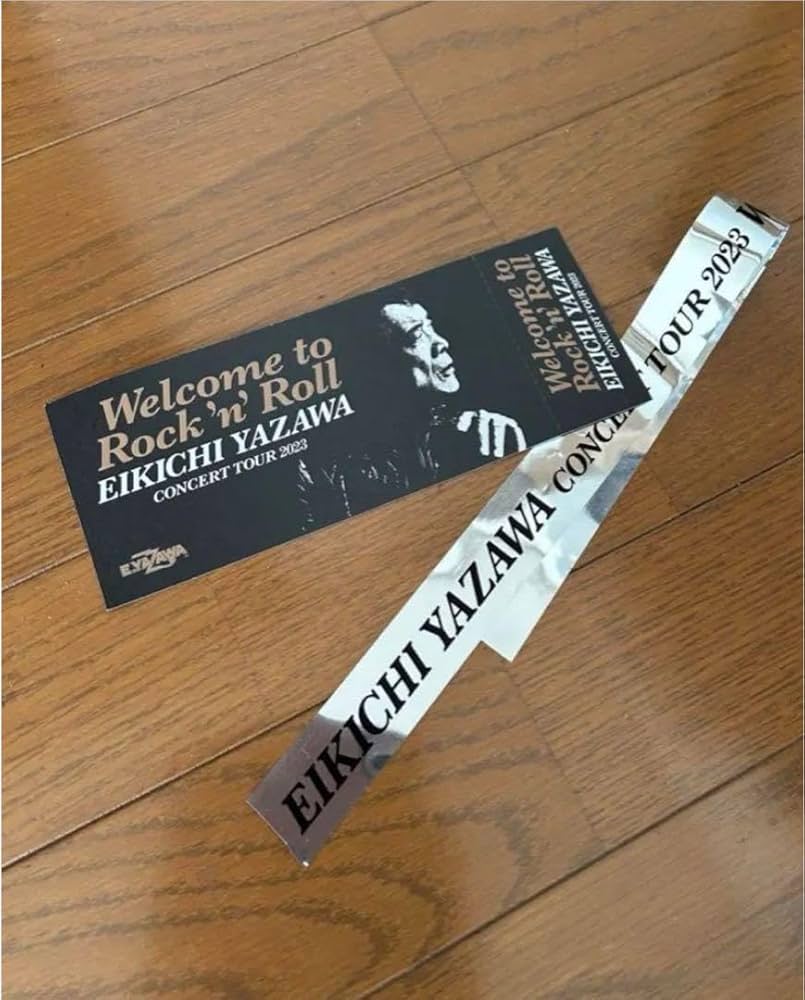 Welcome to
Rock 'n' Roll
EIKICHI YAZAWA
CONCERT TOUR 2023
E.YAZAWA
Welcome to
Rock 'n' Roll
EIKICHI YAZAWA
CONCERT TOUR 2023
EIKICHI YAZAWA CONCE TOUR 2023 W